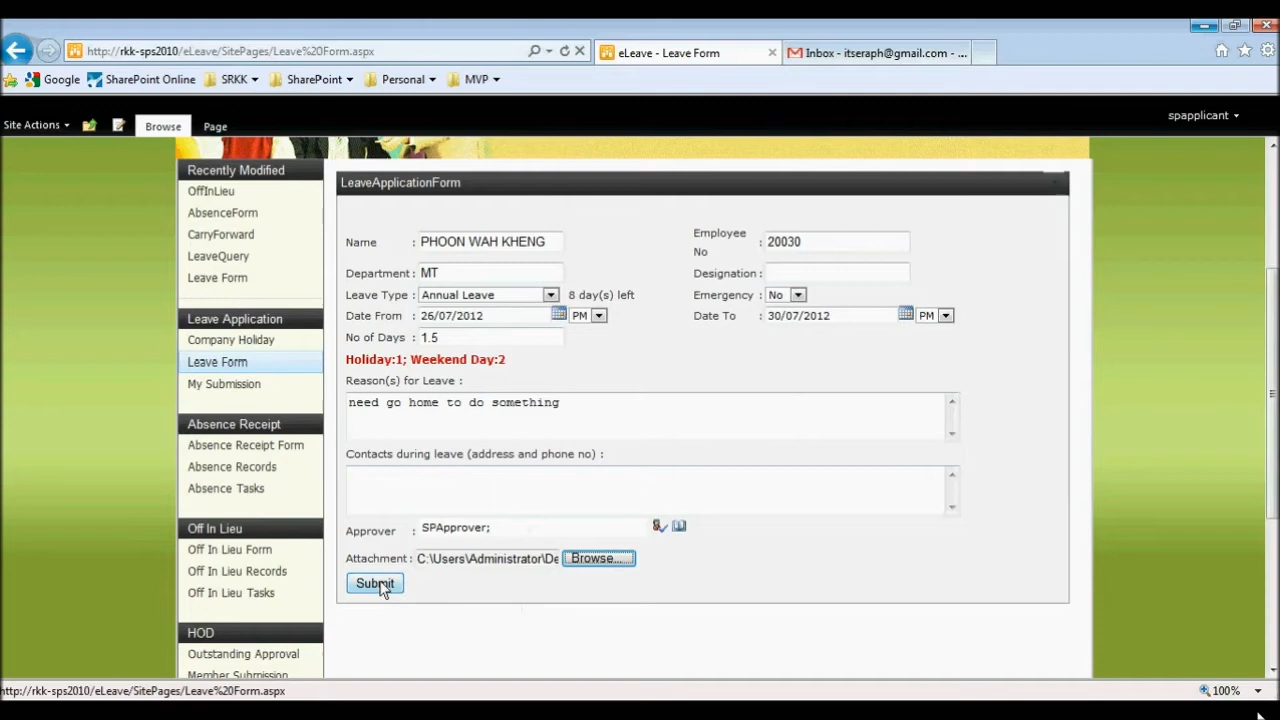 http://rkk-sps2010/eLeave/SitePages/Leave%20Form.aspx
eLeave - Leave Form
Inbox - itseraph@gmail.com - ...
Google
SharePoint Online
SRKK
SharePoint
Personal
MVP
Site Actions
Browse
Page
spapplicant
Recently Modified
OffInLieu
AbsenceForm
CarryForward
LeaveQuery
Leave Form
Leave Application
Company Holiday
Leave Form
My Submission
Absence Receipt
Absence Receipt Form
Absence Records
Absence Tasks
Off In Lieu
Off In Lieu Form
Off In Lieu Records
Off In Lieu Tasks
HOD
Outstanding Approval
Member Submission
LeaveApplicationForm
Name : PHOON WAH KHENG
Employee No : 20030
Department : MT
Designation :
Leave Type : Annual Leave 8 day(s) left
Emergency : No
Date From : 26/07/2012 PM
Date To : 30/07/2012 PM
No of Days : 1.5
Holiday:1; Weekend Day:2
Reason(s) for Leave :
need go home to do something
Contacts during leave (address and phone no) :
Approver : SPApprover;
Attachment : C:\Users\Administrator\De Browse...
Submit
http://rkk-sps2010/eLeave/SitePages/Leave%20Form.aspx
100%